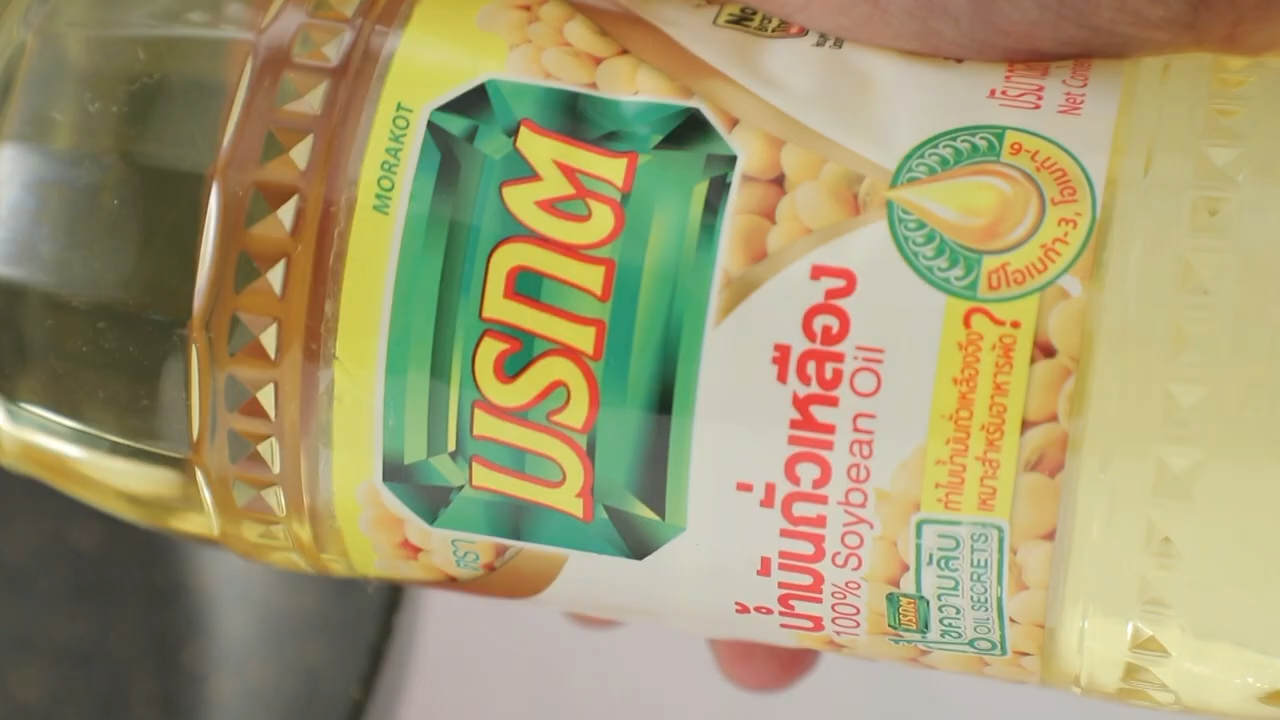 No
MORAKOT
ตรา
มรกต
น้ำมันถั่วเหลือง
100% Soybean Oil
มีโอเมก้า-3, โอเมก้า-9
ทำไมน้ำมันถั่วเหลืองจึง
เหมาะสำหรับอาหารผัด?
มรกต
ไขความลับ
OIL SECRETS
Net